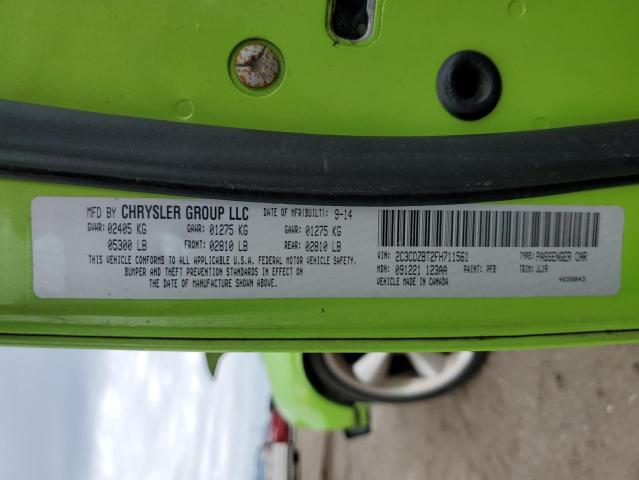 MFD BY CHRYSLER GROUP LLC DATE OF MFR(BUILT): 9-14
GVWR: 02405 KG GAWR: 01275 KG GAWR: 01275 KG
05300 LB FRONT: 02810 LB REAR: 02810 LB
THIS VEHICLE CONFORMS TO ALL APPLICABLE U.S.A. FEDERAL MOTOR VEHICLE SAFETY,
BUMPER AND THEFT PREVENTION STANDARDS IN EFFECT ON
THE DATE OF MANUFACTURE SHOWN ABOVE.
VIN: 2C3CDZBT2FH711561 TYPE: PASSENGER CAR
MDH: 091221 123AA PAINT: PFB TRIM: JLX9
VEHICLE MADE IN CANADA